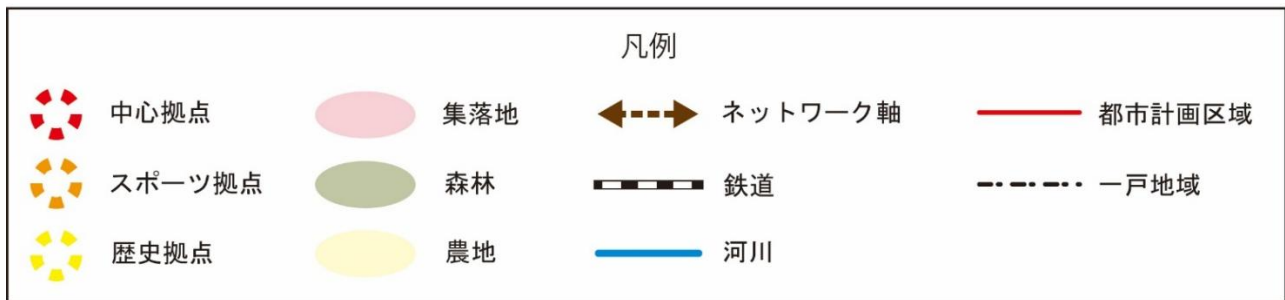 凡例
中心拠点 集落地 ネットワーク軸 都市計画区域
スポーツ拠点 森林 鉄道 一戸地域
歴史拠点 農地 河川